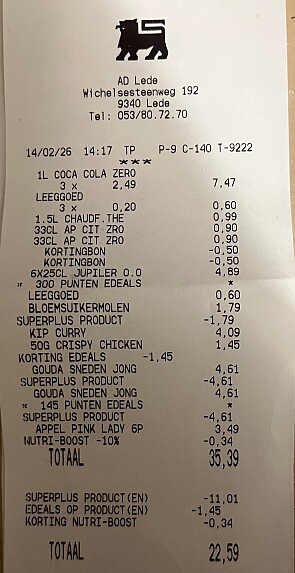 AD Lede
Wichelsesteenweg 192
9340 Lede
Tel: 053/80.72.70
14/02/26 14:17 TP P-9 C-140 T-9222
***
1L COCA COLA ZERO
3 x 2,49 7,47
LEEGGOED
3 x 0,20 0,60
1.5L CHAUDF.THE 0,99
33CL AP CIT ZRO 0,90
33CL AP CIT ZRO 0,90
KORTINGBON -0,50
KORTINGBON -0,50
6X25CL JUPILER 0.0 4,89
* 300 PUNTEN EDEALS *
LEEGGOED 0,60
BLOEMSUIKERMOLEN 1,79
SUPERPLUS PRODUCT -1,79
KIP CURRY 4,09
50G CRISPY CHICKEN 1,45
KORTING EDEALS -1,45
GOUDA SNEDEN JONG 4,61
SUPERPLUS PRODUCT -4,61
GOUDA SNEDEN JONG 4,61
* 145 PUNTEN EDEALS *
SUPERPLUS PRODUCT -4,61
APPEL PINK LADY 6P 3,49
NUTRI-BOOST -10% -0,34
TOTAAL 35,39
SUPERPLUS PRODUCT(EN) -11,01
EDEALS OP PRODUCT(EN) -1,45
KORTING NUTRI-BOOST -0,34
TOTAAL 22,59